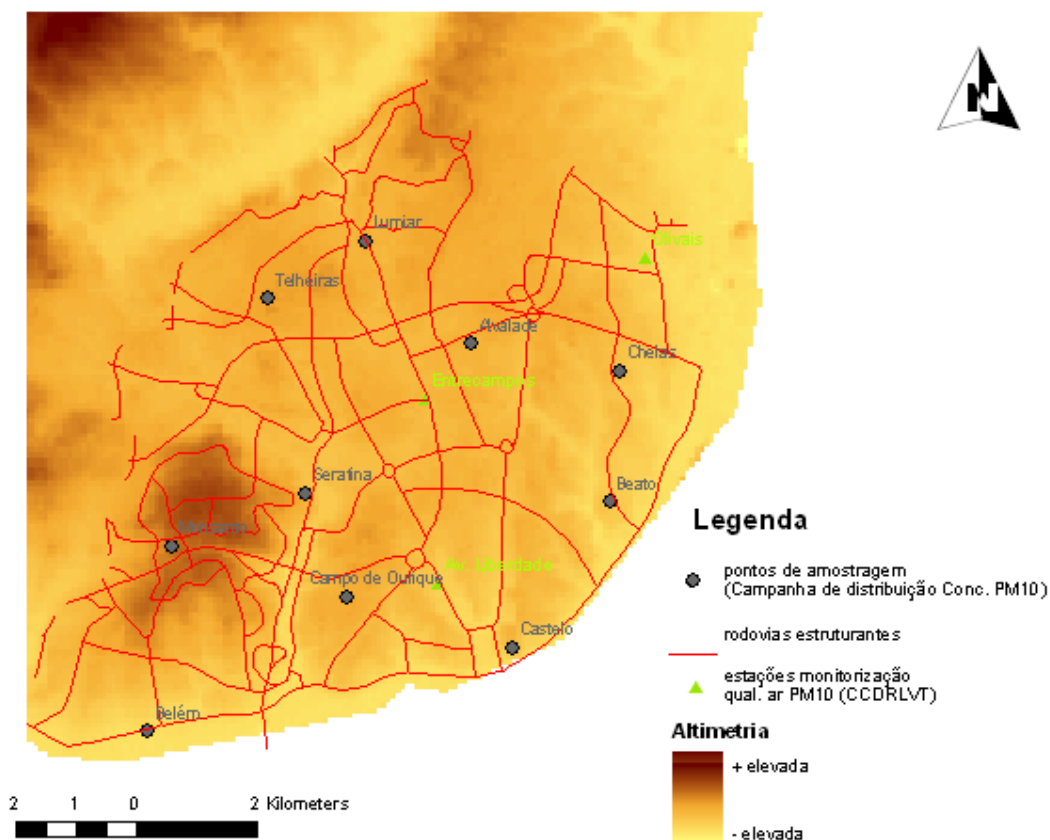 N
Lumiar
Olivais
Telheiras
Alvalade
Chelas
Entrecampos
Serafina
Beato
Monsanto
Av. Liberdade
Campo de Ourique
Castelo
Belém
Legenda
pontos de amostragem
(Campanha de distribuição Conc. PM10)
rodovias estruturantes
estações monitorização
qual. ar PM10 (CCDRLVT)
Altimetria
+ elevada
- elevada
2 1 0 2 Kilometers